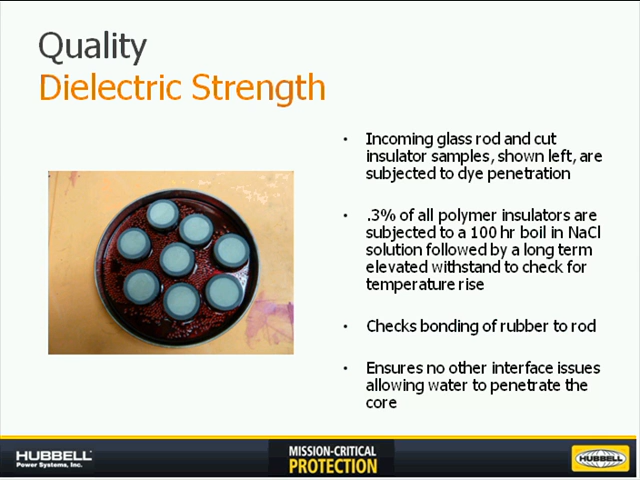 Quality
Dielectric Strength
• Incoming glass rod and cut
insulator samples, shown left, are
subjected to dye penetration
• .3% of all polymer insulators are
subjected to a 100 hr boil in NaCl
solution followed by a long term
elevated withstand to check for
temperature rise
• Checks bonding of rubber to rod
• Ensures no other interface issues
allowing water to penetrate the
core
HUBBELL
Power Systems, Inc.
MISSION-CRITICAL
PROTECTION
HUBBELL